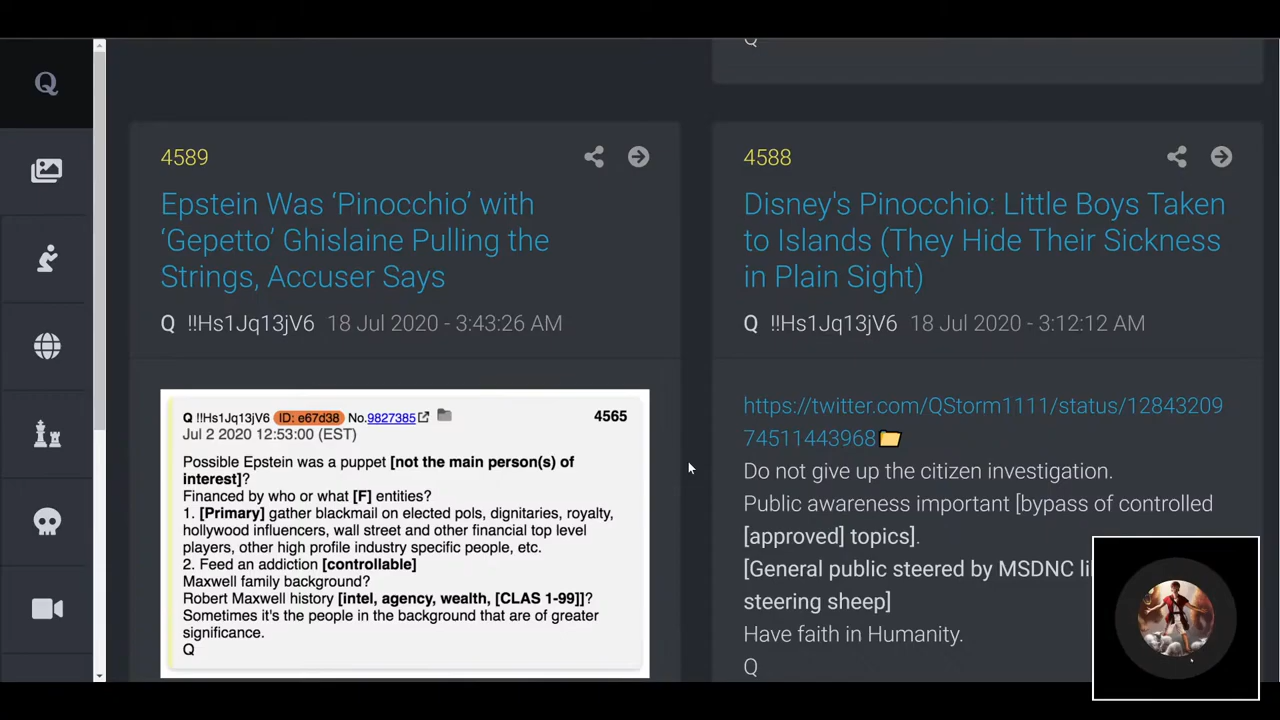 Q
Q
4589
Epstein Was ‘Pinocchio’ with
‘Gepetto’ Ghislaine Pulling the
Strings, Accuser Says
Q !!Hs1Jq13jV6 18 Jul 2020 - 3:43:26 AM
Q !!Hs1Jq13jV6 ID: e67d38 No.9827385 4565
Jul 2 2020 12:53:00 (EST)
Possible Epstein was a puppet [not the main person(s) of
interest]?
Financed by who or what [F] entities?
1. [Primary] gather blackmail on elected pols, dignitaries, royalty,
hollywood influencers, wall street and other financial top level
players, other high profile industry specific people, etc.
2. Feed an addiction [controllable]
Maxwell family background?
Robert Maxwell history [intel, agency, wealth, [CLAS 1-99]]?
Sometimes it's the people in the background that are of greater
significance.
Q
4588
Disney's Pinocchio: Little Boys Taken
to Islands (They Hide Their Sickness
in Plain Sight)
Q !!Hs1Jq13jV6 18 Jul 2020 - 3:12:12 AM
https://twitter.com/QStorm1111/status/12843209
74511443968
Do not give up the citizen investigation.
Public awareness important [bypass of controlled
[approved] topics].
[General public steered by MSDNC
steering sheep]
Have faith in Humanity.
Q